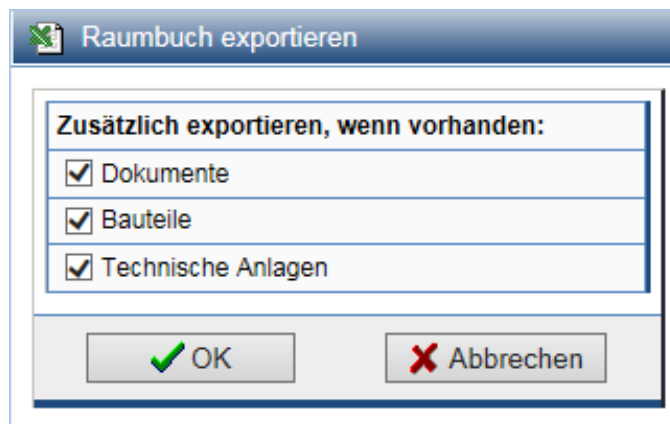 Raumbuch exportieren
Zusätzlich exportieren, wenn vorhanden:
Dokumente
Bauteile
Technische Anlagen
OK
Abbrechen